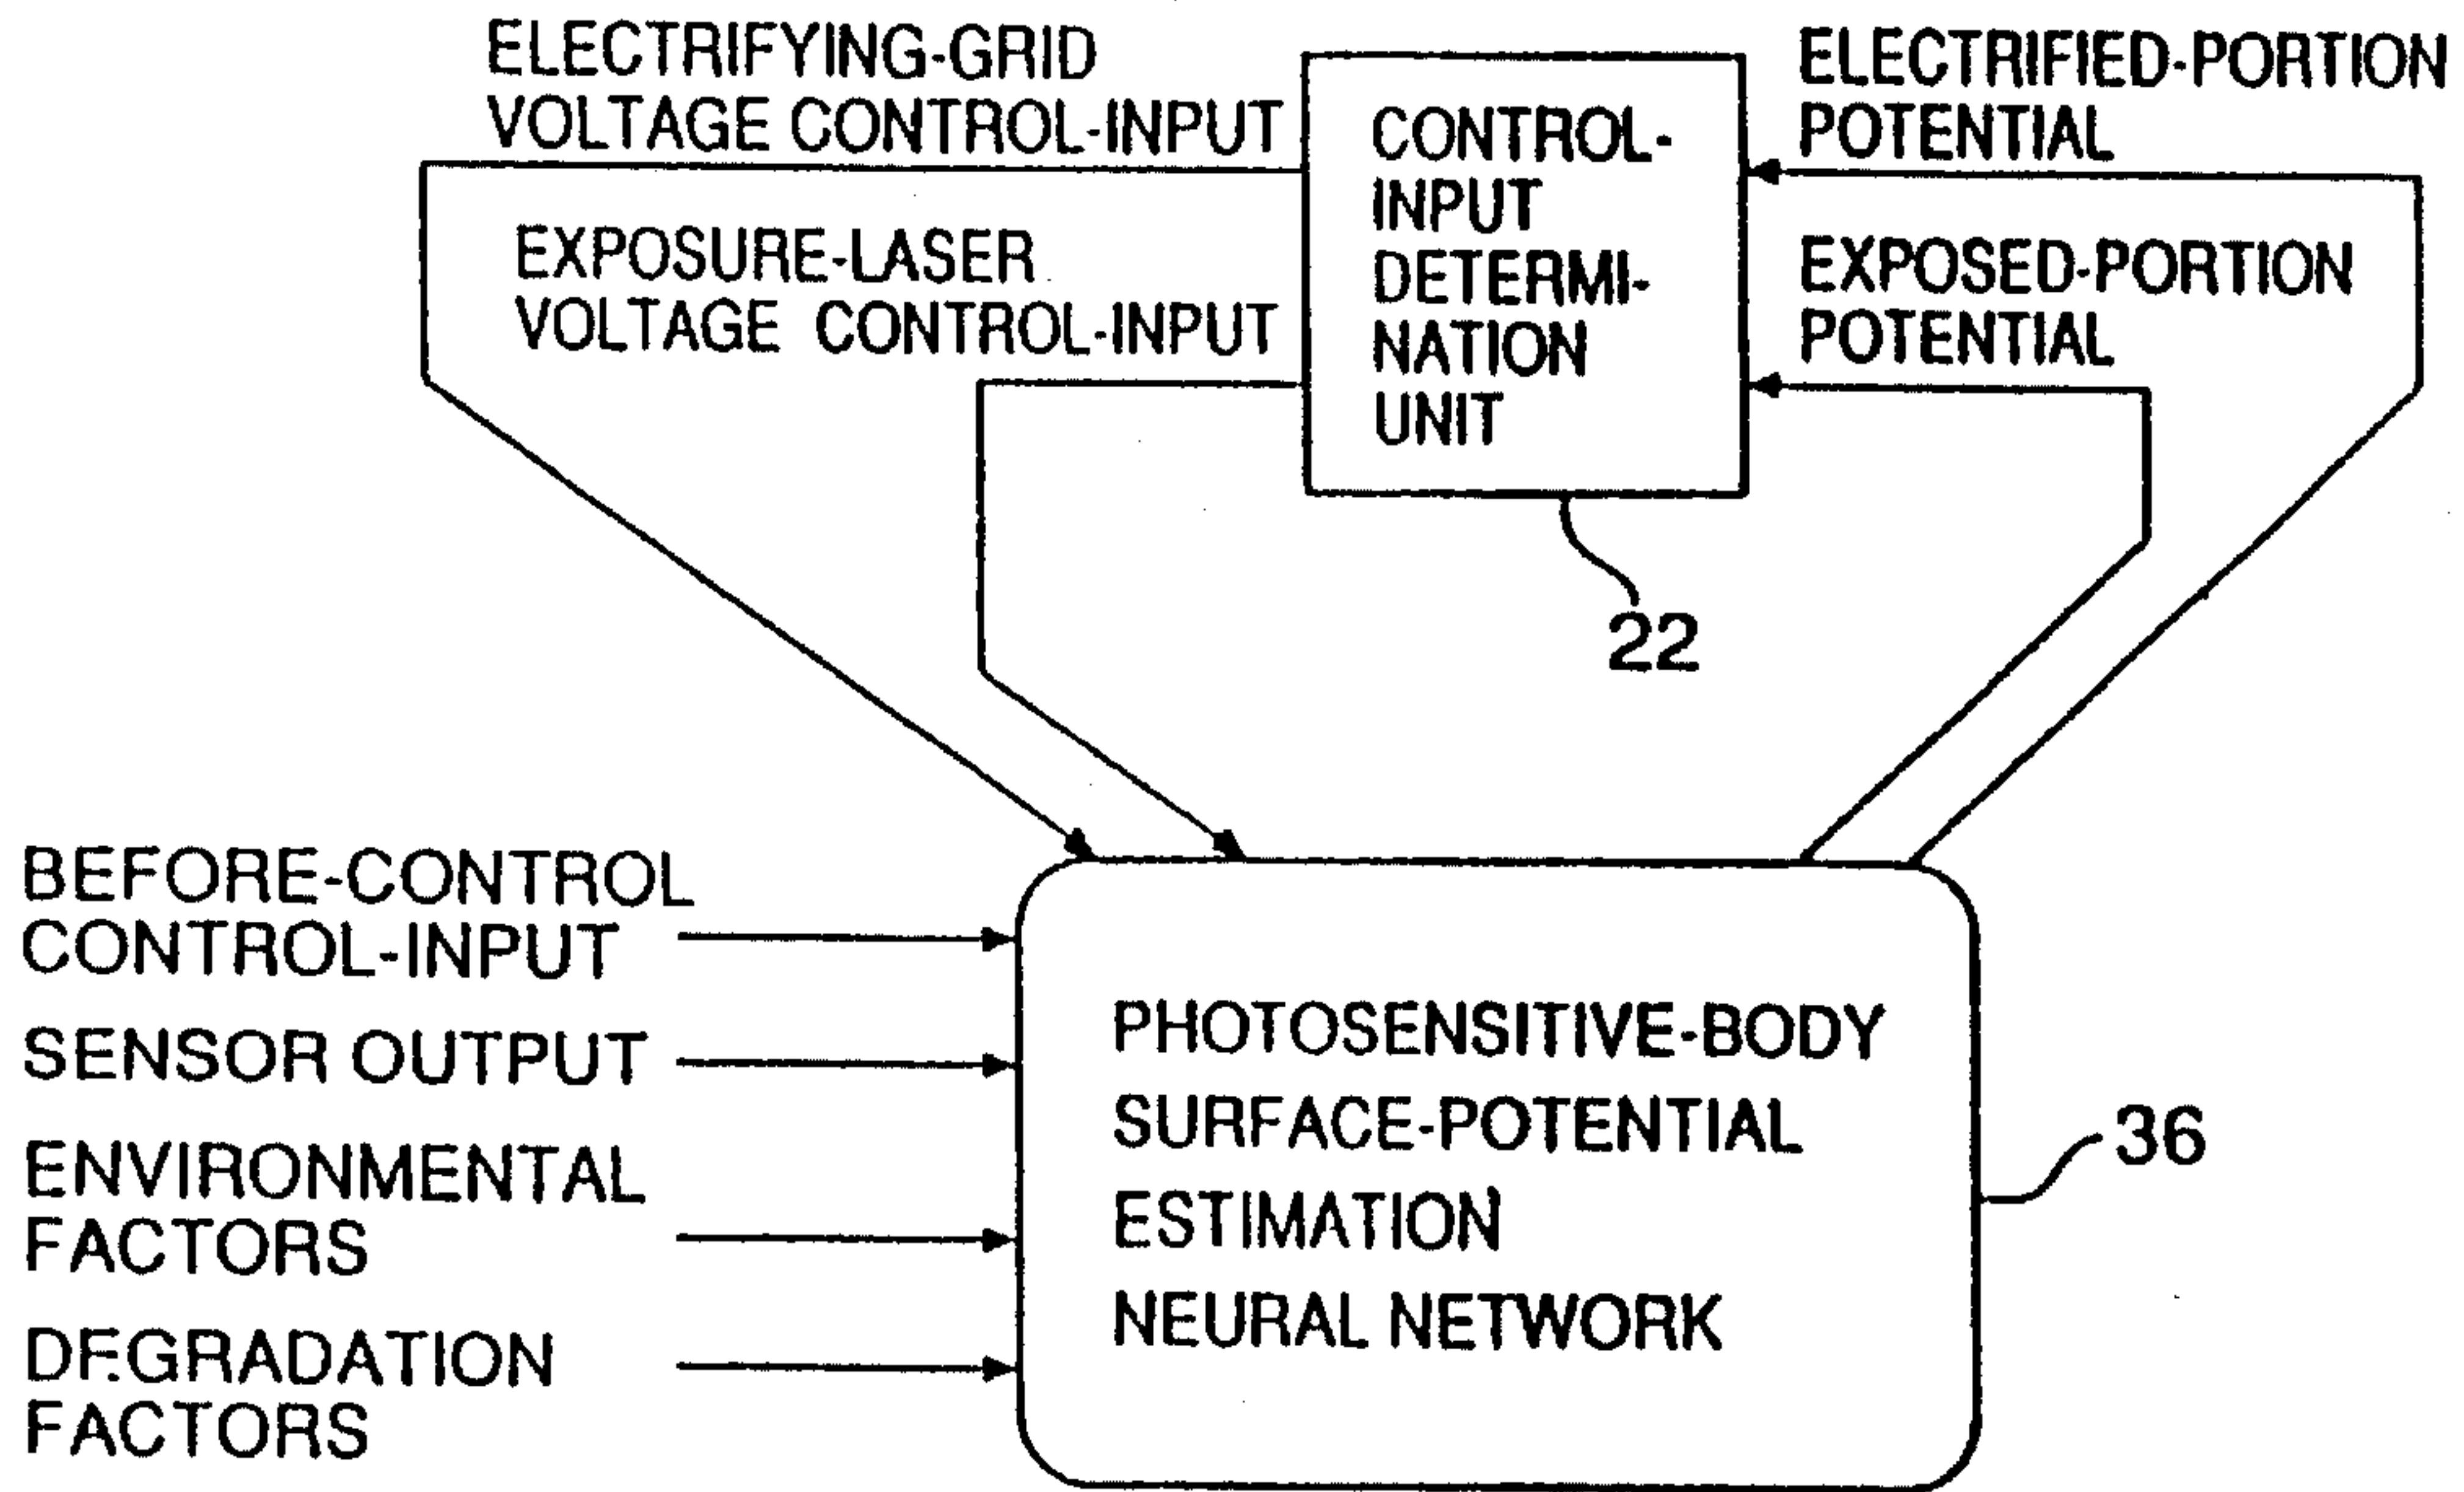 ELECTRIFYING-GRID
VOLTAGE CONTROL-INPUT
EXPOSURE-LASER
VOLTAGE CONTROL-INPUT
CONTROL-
INPUT
DETERMI-
NATION
UNIT
ELECTRIFIED-PORTION
POTENTIAL
EXPOSED-PORTION
POTENTIAL
22
BEFORE-CONTROL
CONTROL-INPUT
SENSOR OUTPUT
ENVIRONMENTAL
FACTORS
DEGRADATION
FACTORS
PHOTOSENSITIVE-BODY
SURFACE-POTENTIAL
ESTIMATION
NEURAL NETWORK
36